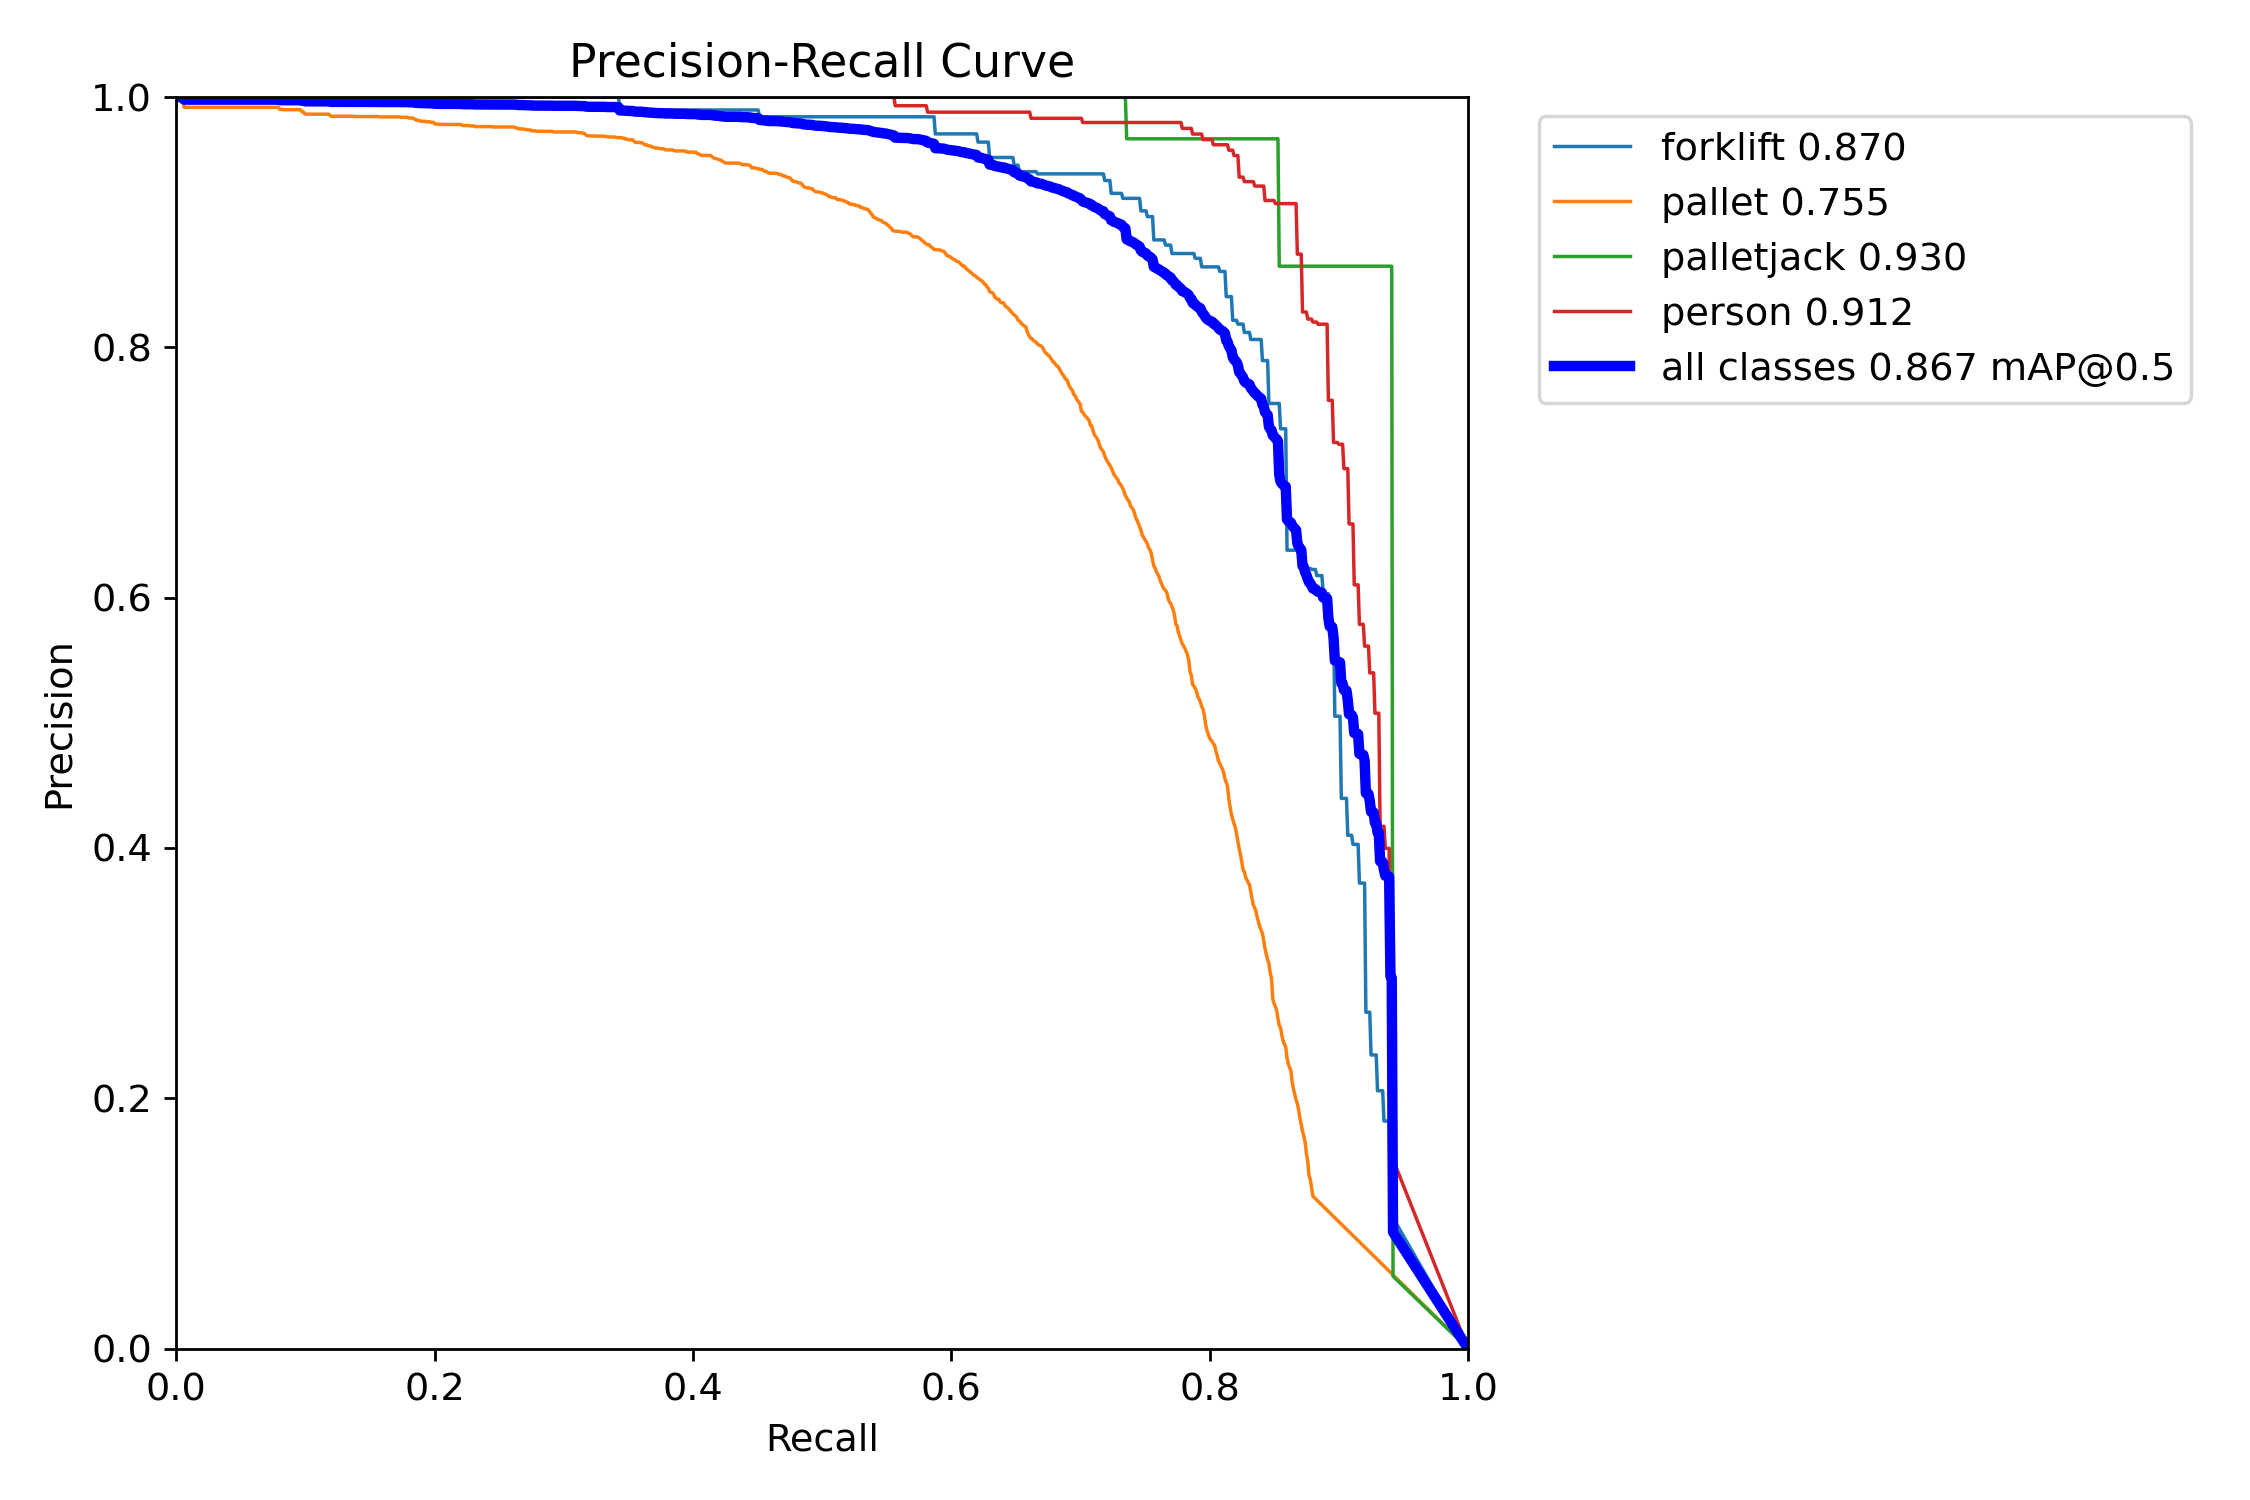 Precision-Recall Curve
1.0
0.8
0.6
0.4
0.2
0.0
Precision
0.0 0.2 0.4 0.6 0.8 1.0
Recall
forklift 0.870
pallet 0.755
palletjack 0.930
person 0.912
all classes 0.867 mAP@0.5